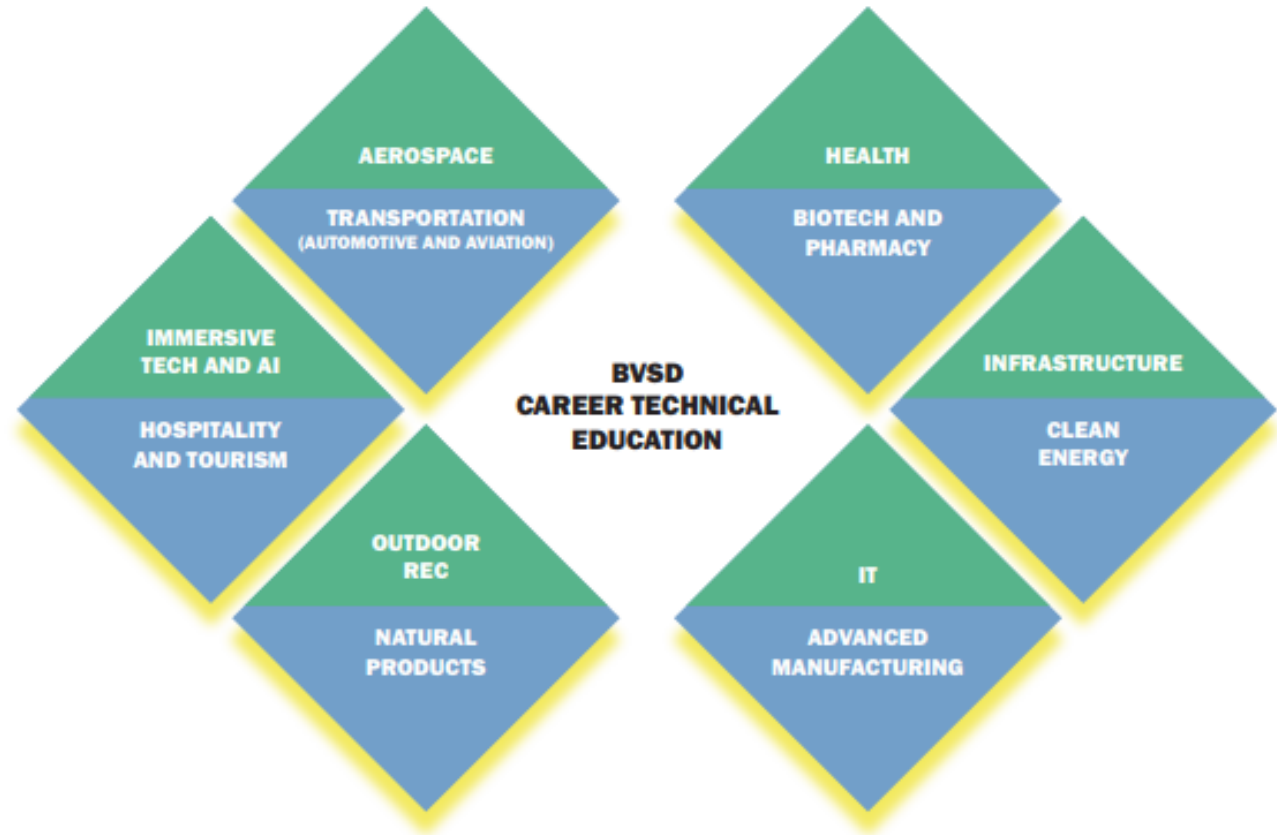 AEROSPACE
TRANSPORTATION
(AUTOMOTIVE AND AVIATION)
HEALTH
BIOTECH AND
PHARMACY
IMMERSIVE
TECH AND AI
HOSPITALITY
AND TOURISM
BVSD
CAREER TECHNICAL
EDUCATION
INFRASTRUCTURE
CLEAN
ENERGY
OUTDOOR
REC
NATURAL
PRODUCTS
IT
ADVANCED
MANUFACTURING